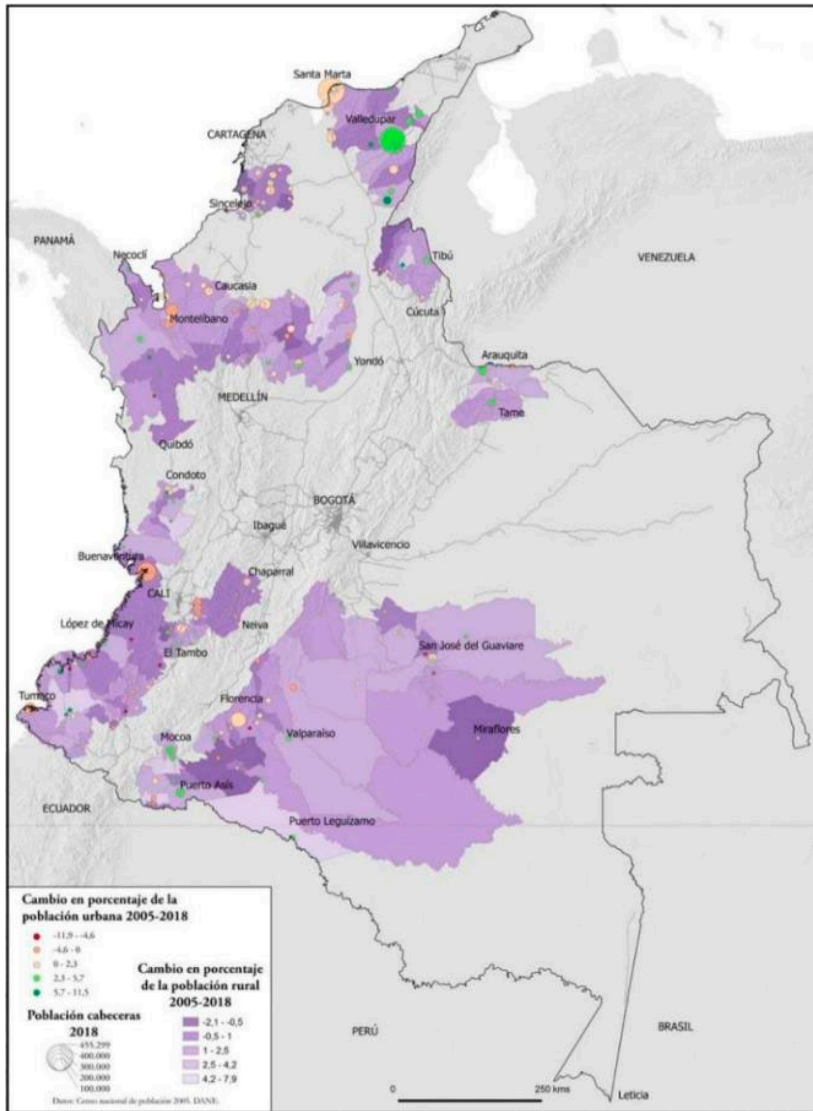 Santa Marta
Valledupar
CARTAGENA
Sincelejo
PANAMÁ
Necoclí
Tibú
VENEZUELA
Caucasia
Montelíbano
Cúcuta
Arauquita
Yondó
MEDELLÍN
Tame
Quibdó
Condoto
BOGOTÁ
Ibagué
Villavicencio
Buenaventura
Chaparral
CALI
López de Micay
Neiva
San José del Guaviare
El Tambo
Tumaco
Florencia
Mocoa
Valparaíso
Miraflores
Puerto Asís
ECUADOR
Puerto Leguízamo
Cambio en porcentaje de la
población urbana 2005-2018
-11,9 - -4,6
-4,6 - 0
0 - 2,3
2,3 - 5,7
5,7 - 11,5
Población cabeceras
2018
455.299
400.000
300.000
200.000
100.000
Cambio en porcentaje
de la población rural
2005-2018
-2,1 - -0,5
-0,5 - 1
1 - 2,5
2,5 - 4,2
4,2 - 7,9
Datos: Censo nacional de población 2005. DANE.
PERÚ
BRASIL
0 250 kms
Leticia